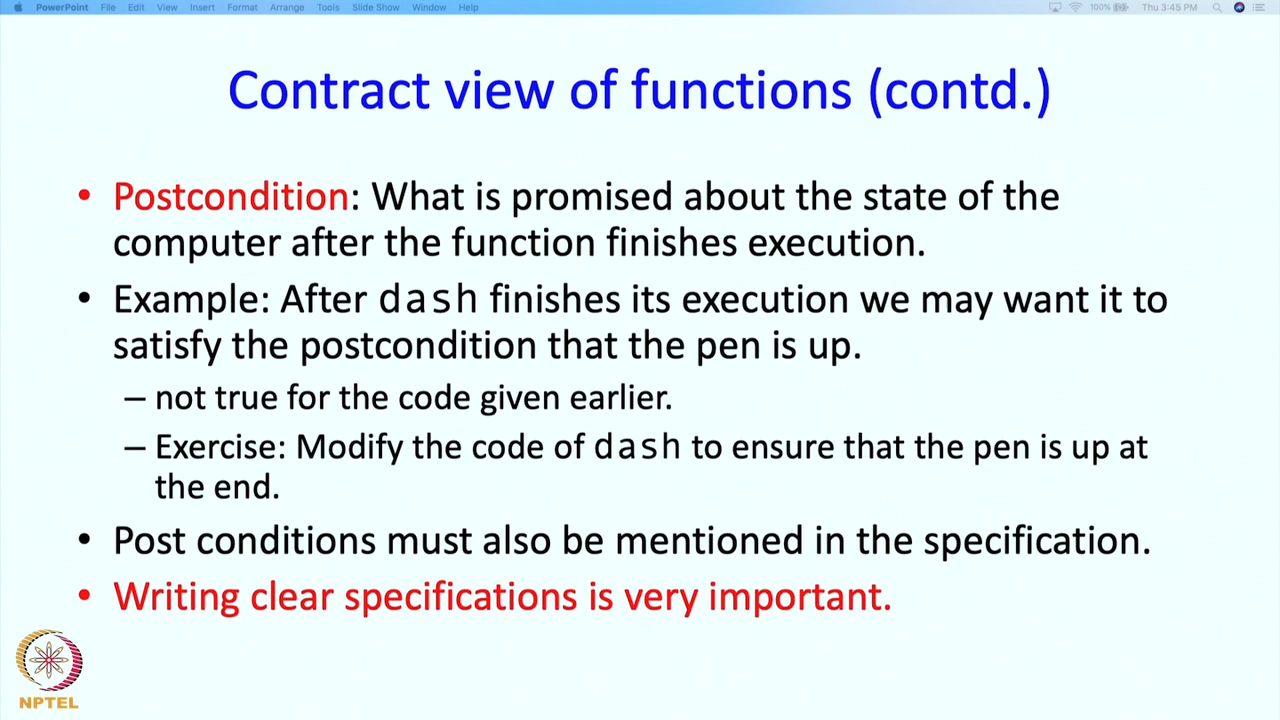 PowerPoint File Edit View Insert Format Arrange Tools Slide Show Window Help 100% Thu 3:45 PM
Contract view of functions (contd.)
• Postcondition: What is promised about the state of the
computer after the function finishes execution.
• Example: After dash finishes its execution we may want it to
satisfy the postcondition that the pen is up.
– not true for the code given earlier.
– Exercise: Modify the code of dash to ensure that the pen is up at
the end.
• Post conditions must also be mentioned in the specification.
• Writing clear specifications is very important.
NPTEL